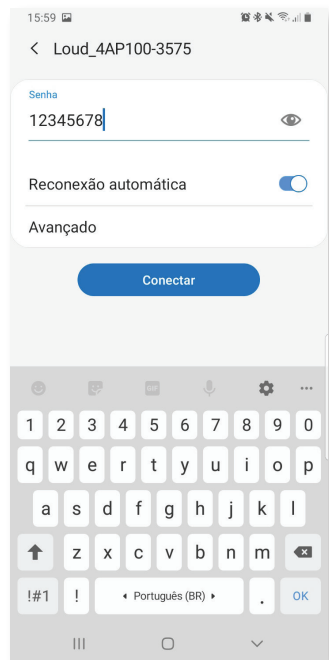 15:59
Loud_4AP100-3575
Senha
12345678
Reconexão automática
Avançado
Conectar
1 2 3 4 5 6 7 8 9 0
q w e r t y u i o p
a s d f g h j k l
z x c v b n m
!#1 ! Português (BR) . OK